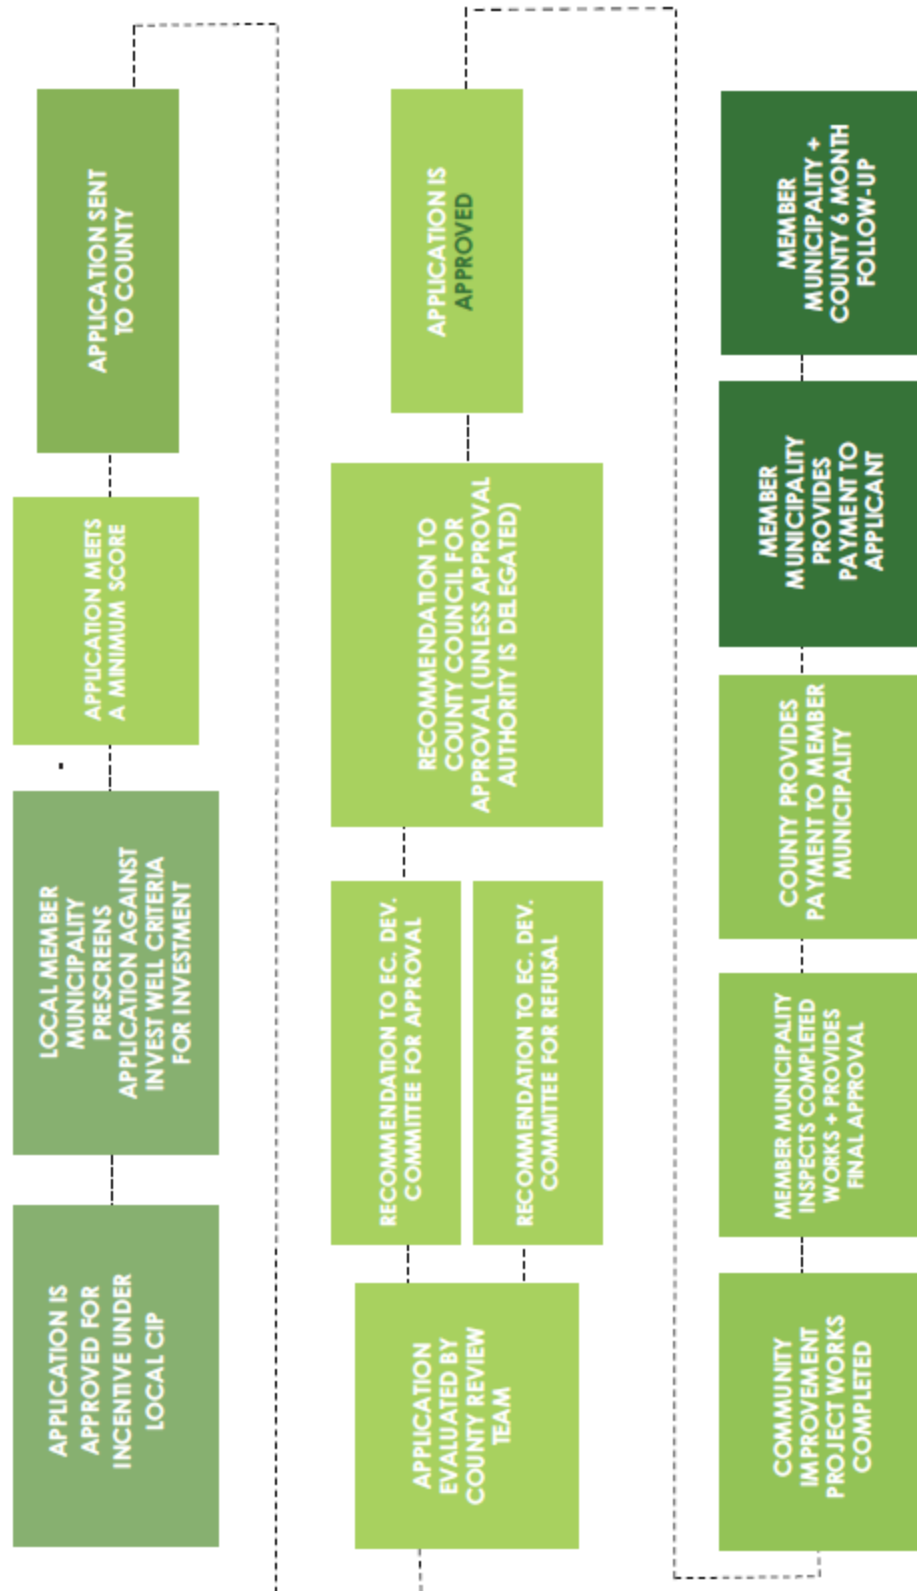 APPLICATION IS
APPROVED FOR
INCENTIVE UNDER
LOCAL CIP
LOCAL MEMBER
MUNICIPALITY
PRESCREENS
APPLICATION AGAINST
INVEST WELL CRITERIA
FOR INVESTMENT
APPLICATION MEETS
A MINIMUM SCORE
APPLICATION SENT
TO COUNTY
APPLICATION
EVALUATED BY
COUNTY REVIEW
TEAM
RECOMMENDATION TO EC. DEV.
COMMITTEE FOR APPROVAL
RECOMMENDATION TO EC. DEV.
COMMITTEE FOR REFUSAL
RECOMMENDATION TO
COUNTY COUNCIL FOR
APPROVAL (UNLESS APPROVAL
AUTHORITY IS DELEGATED)
APPLICATION IS
APPROVED
COMMUNITY
IMPROVEMENT
PROJECT WORKS
COMPLETED
MEMBER MUNICIPALITY
INSPECTS COMPLETED
WORKS + PROVIDES
FINAL APPROVAL
COUNTY PROVIDES
PAYMENT TO MEMBER
MUNICIPALITY
MEMBER
MUNICIPALITY
PROVIDES
PAYMENT TO
APPLICANT
MEMBER
MUNICIPALITY +
COUNTY 6 MONTH
FOLLOW-UP